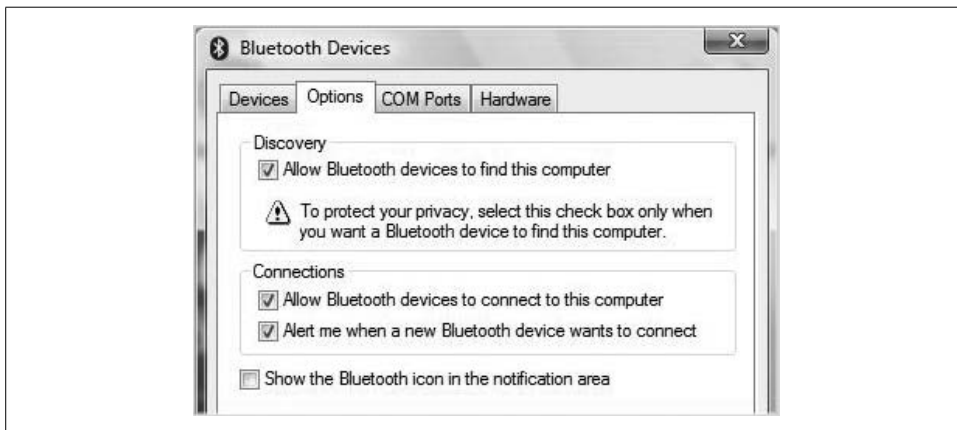 Bluetooth Devices
Devices
Options
COM Ports
Hardware
Discovery
Allow Bluetooth devices to find this computer
To protect your privacy, select this check box only when
you want a Bluetooth device to find this computer.
Connections
Allow Bluetooth devices to connect to this computer
Alert me when a new Bluetooth device wants to connect
Show the Bluetooth icon in the notification area